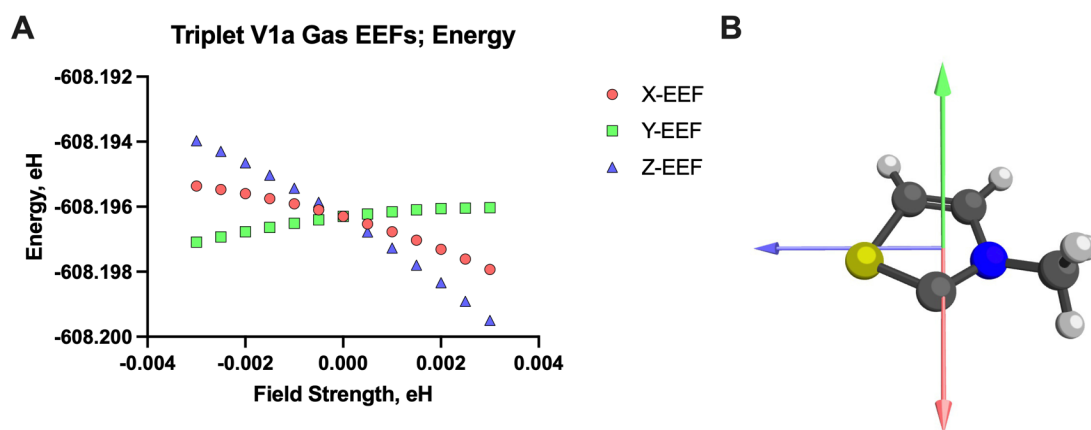 A
Triplet V1a Gas EEFs; Energy
B
-608.192
-608.194
-608.196
-608.198
-608.200
Energy, eH
-0.004
-0.002
0.000
0.002
0.004
Field Strength, eH
X-EEF
Y-EEF
Z-EEF